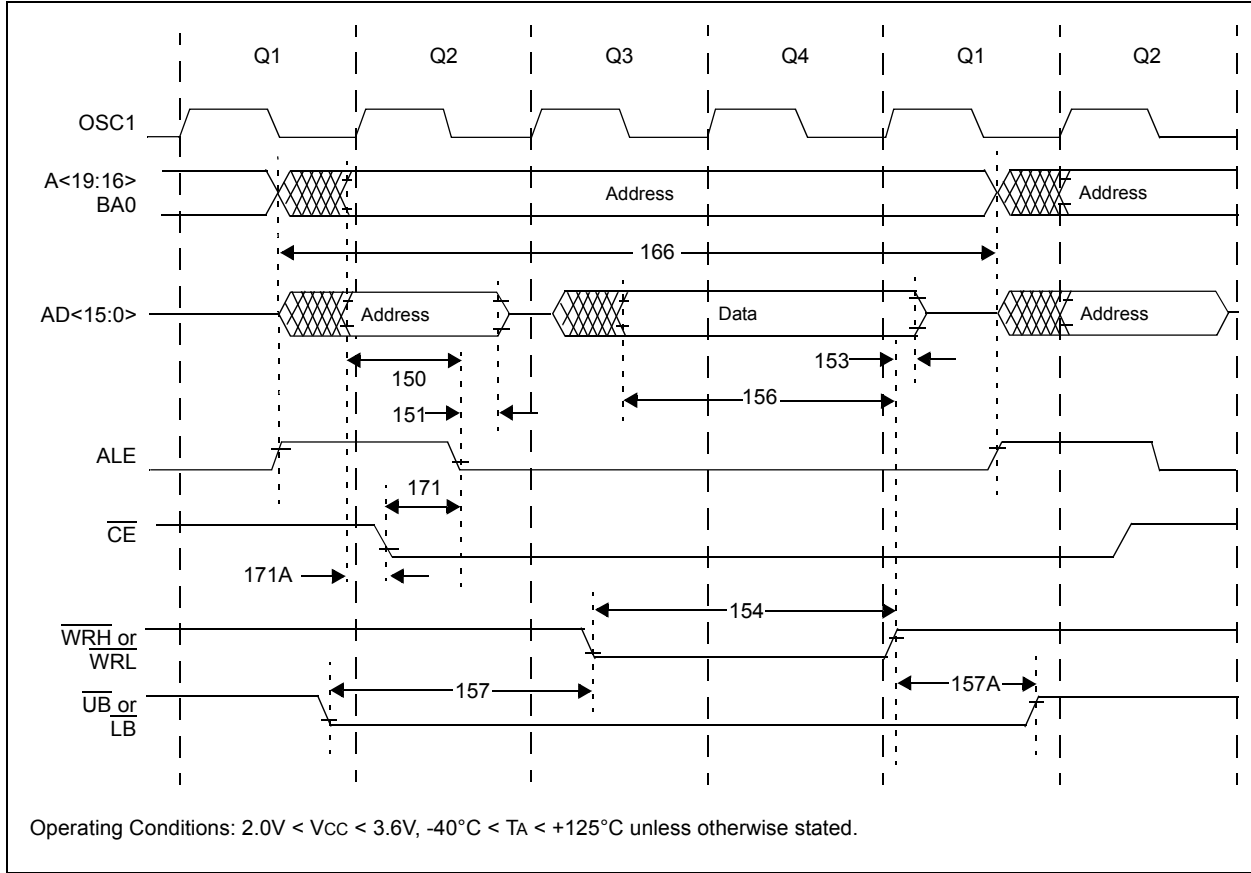 Q1 Q2 Q3 Q4 Q1 Q2
OSC1
A<19:16>
BA0
Address Address
166
AD<15:0>
Address Data Address
153
150
156
151
ALE
171
CE
171A
154
WRH or
WRL
157 157A
UB or
LB
Operating Conditions: 2.0V < VCC < 3.6V, -40°C < TA < +125°C unless otherwise stated.